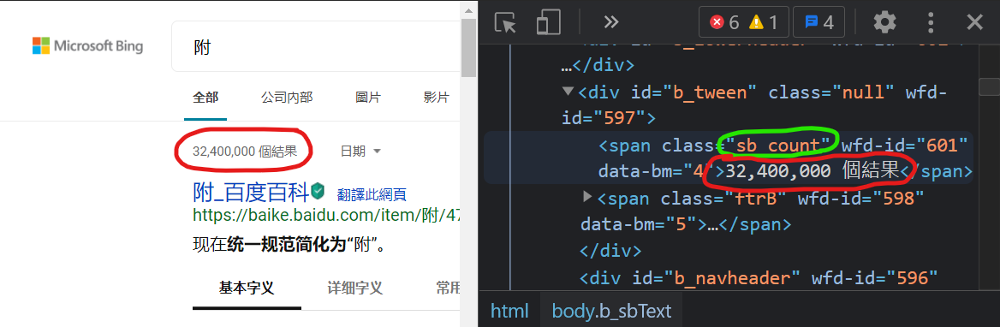 Microsoft Bing
附
全部
公司內部
圖片
影片
32,400,000 個結果
日期
附_百度百科
翻譯此網頁
https://baike.baidu.com/item/附/47
现在统一规范简化为“附”。
基本字义
详细字义
常用
6
1
4
…</div>
<div id="b_tween" class="null" wfd-
id="597">
<span class="sb_count" wfd-id="601"
data-bm="4">32,400,000 個結果</span>
<span class="ftrB" wfd-id="598"
data-bm="5">…</span>
</div>
<div id="b_navheader" wfd-id="596"
html
body.b_sbText